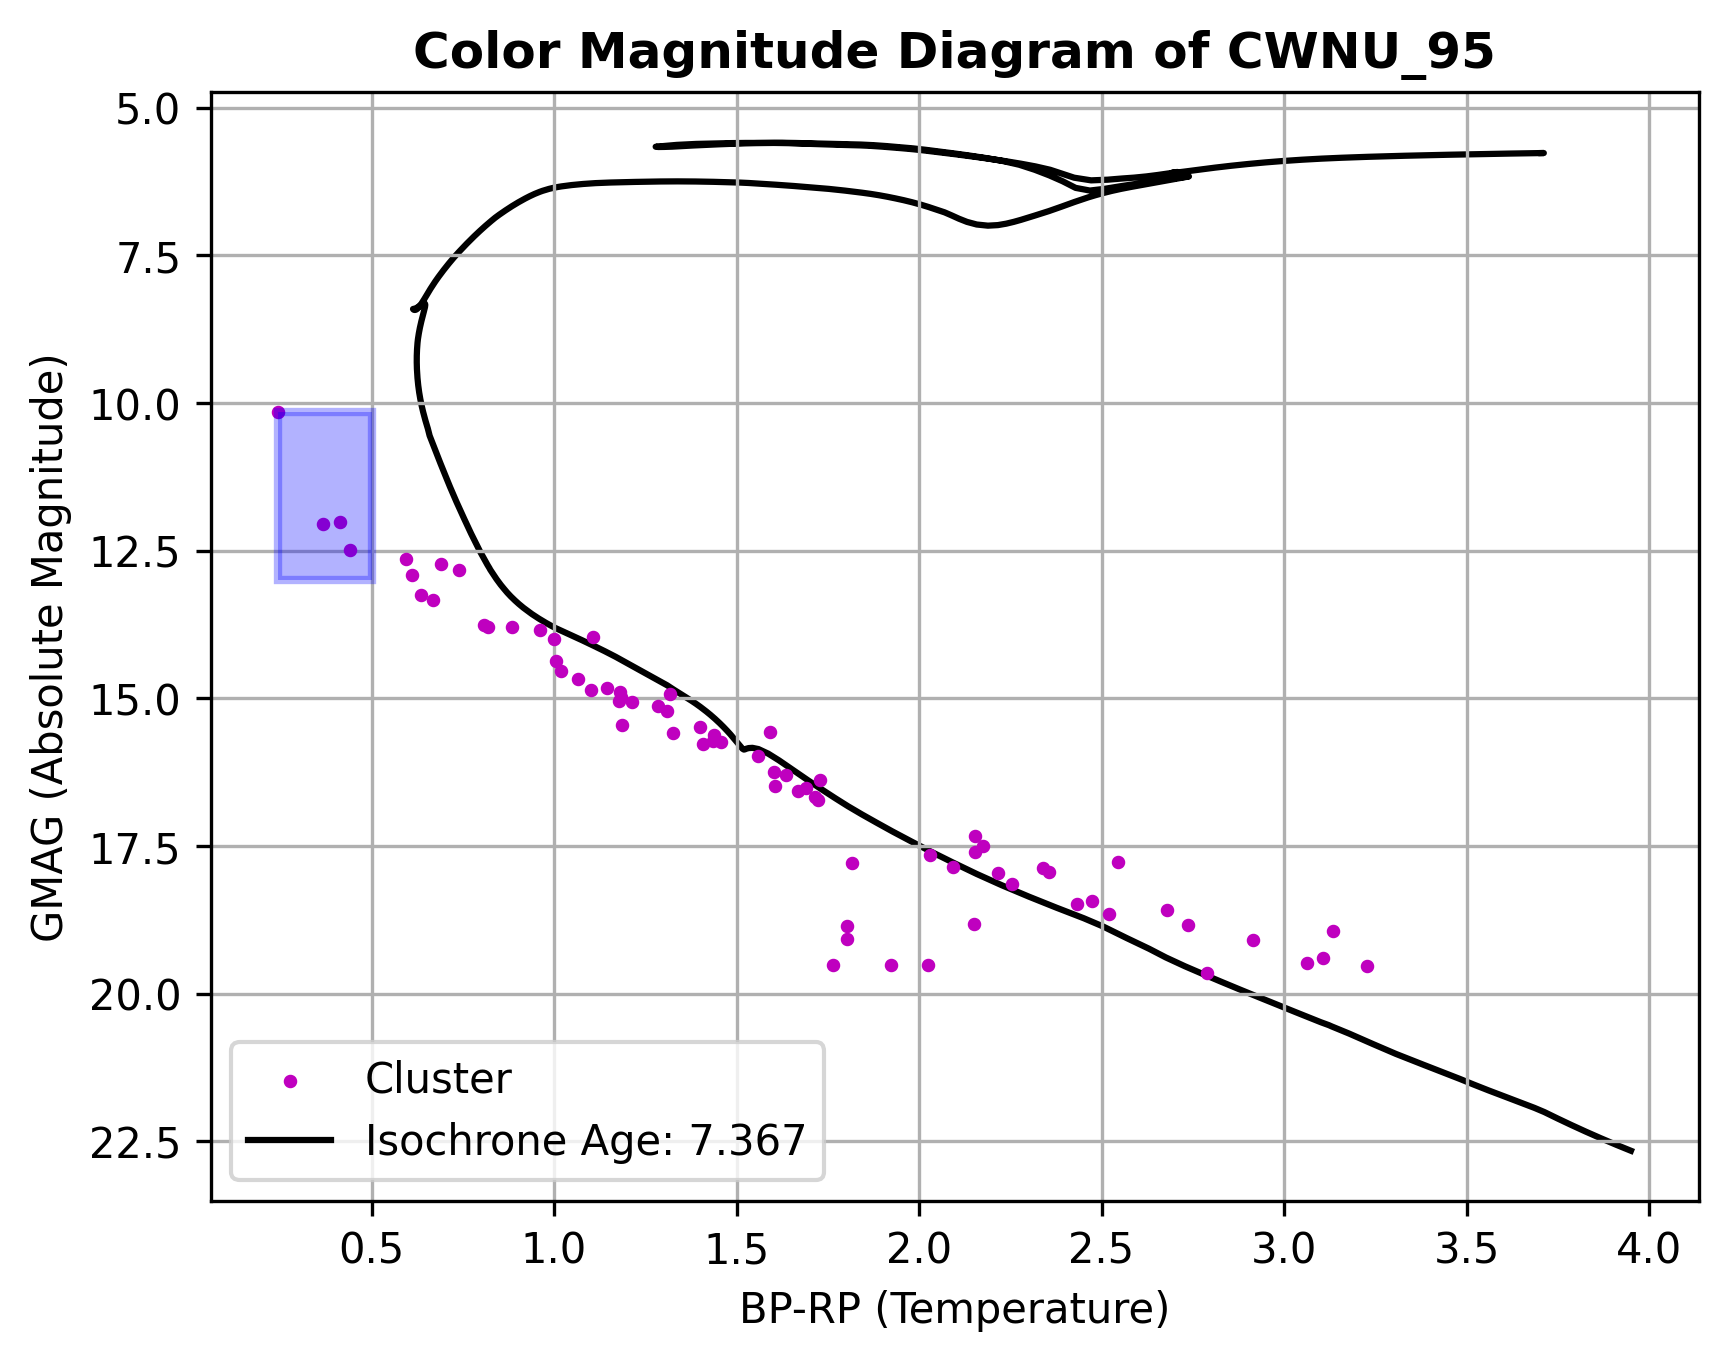 Color Magnitude Diagram of CWNU_95
GMAG (Absolute Magnitude)
5.0
7.5
10.0
12.5
15.0
17.5
20.0
22.5
Cluster
Isochrone Age: 7.367
0.5 1.0 1.5 2.0 2.5 3.0 3.5 4.0
BP-RP (Temperature)